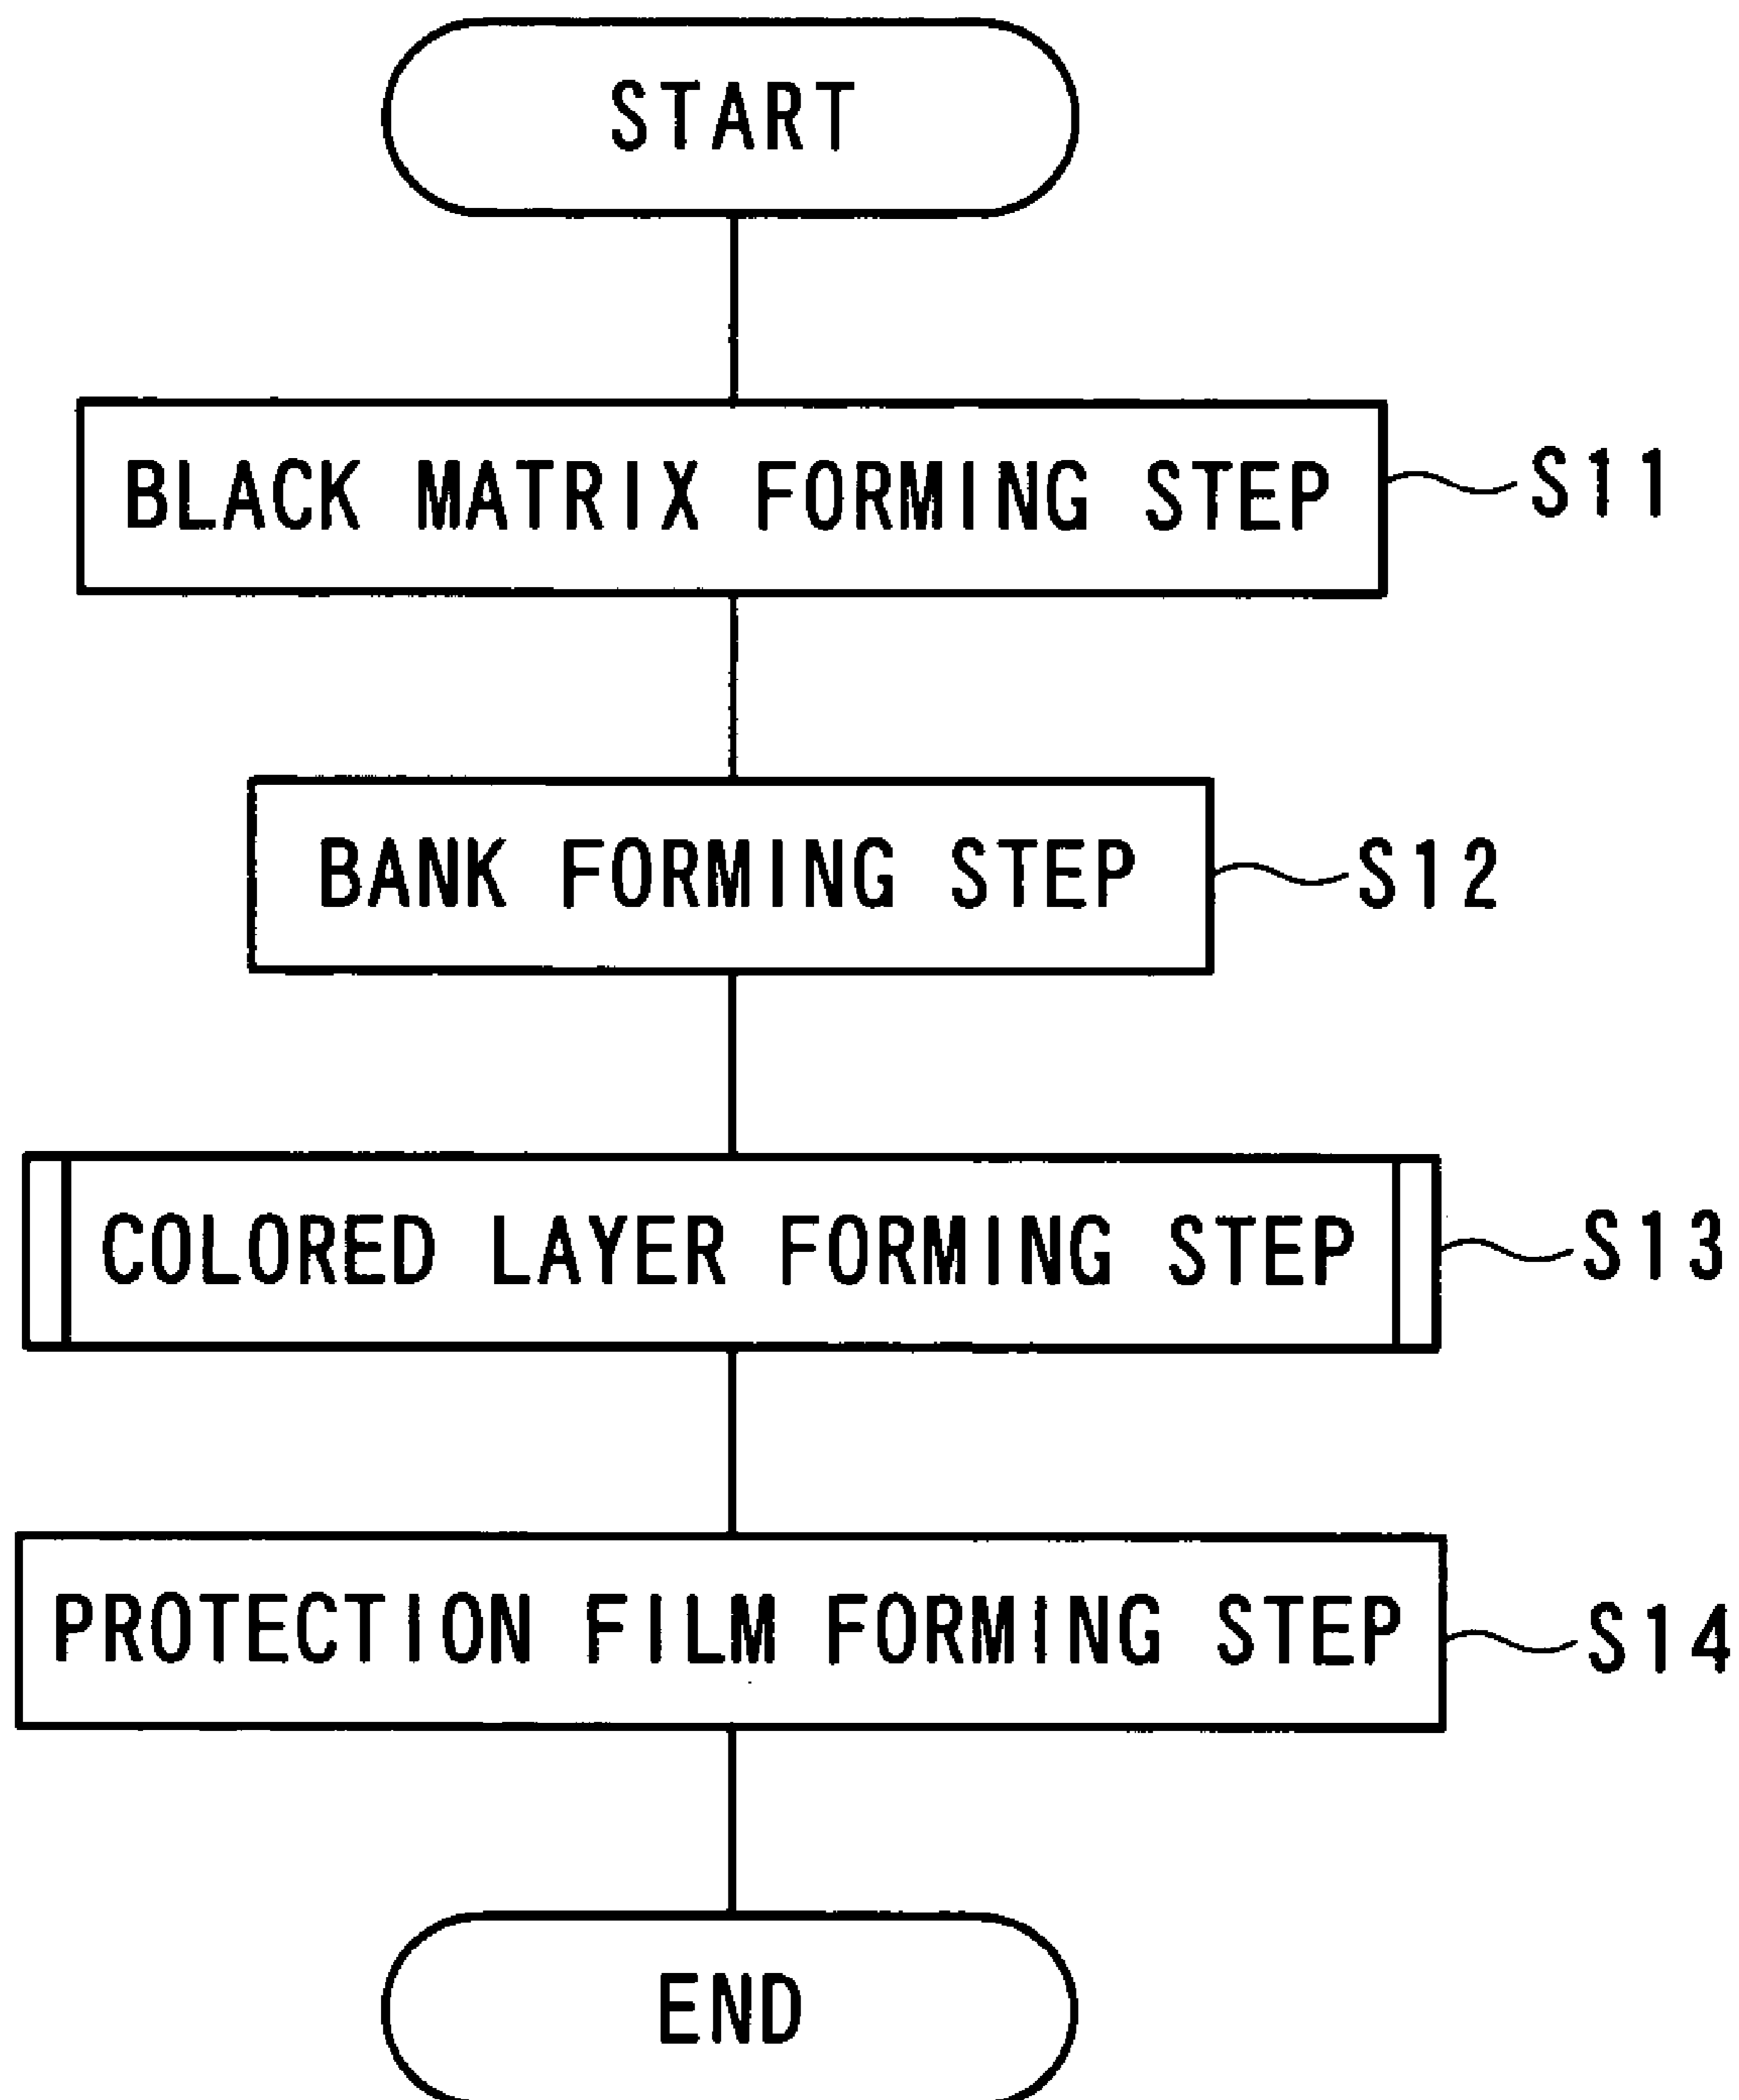 START
BLACK MATRIX FORMING STEP
S11
BANK FORMING STEP
S12
COLORED LAYER FORMING STEP
S13
PROTECTION FILM FORMING STEP
S14
END